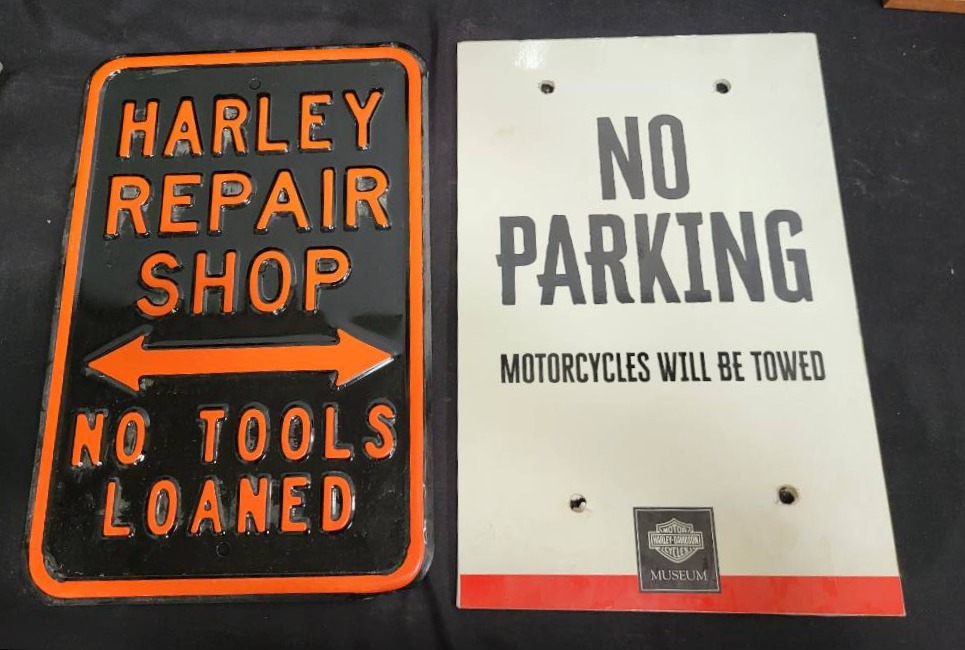 HARLEY
REPAIR
SHOP
NO TOOLS
LOANED
NO
PARKING
MOTORCYCLES WILL BE TOWED
MOTOR
HARLEY-DAVIDSON
CYCLES
MUSEUM